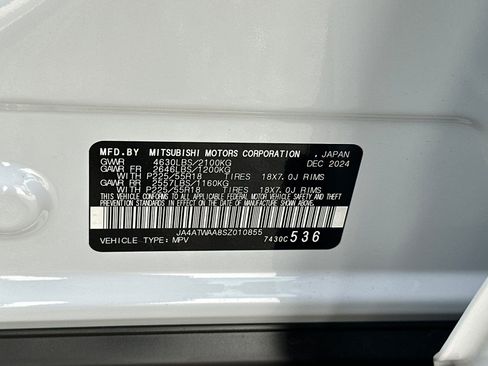 MFD.BY MITSUBISHI MOTORS CORPORATION , JAPAN
GWWR 4630LBS/2100KG DEC 2024
GAWR FR 2646LBS/1200KG
WITH P225/55R18 TIRES 18X7.0J RIMS
GAWR RR 2557LBS/1160KG
WITH P225/55R18 TIRES 18X7.0J RIMS
THIS VEHICLE CONFORMS TO ALL APPLICABLE FEDERAL MOTOR VEHICLE SAFETY AND THEFT PREVENTION STANDARDS IN EFFECT ON THE DATE OF MANUFACTURE SHOWN ABOVE.
JA4ATWAA8SZ010855
VEHICLE TYPE: MPV 7430C 536